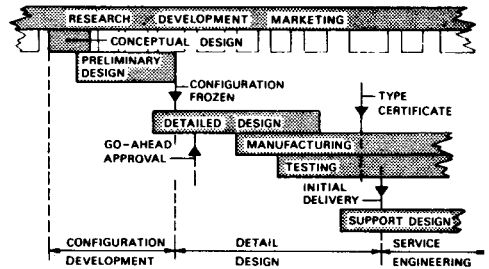 RESEARCH DEVELOPMENT MARKETING
CONCEPTUAL DESIGN
PRELIMINARY
DESIGN
CONFIGURATION
FROZEN
TYPE
CERTIFICATE
DETAILED DESIGN
GO-AHEAD
APPROVAL
MANUFACTURING
TESTING
INITIAL
DELIVERY
SUPPORT DESIGN
CONFIGURATION
DEVELOPMENT
DETAIL
DESIGN
SERVICE
ENGINEERING